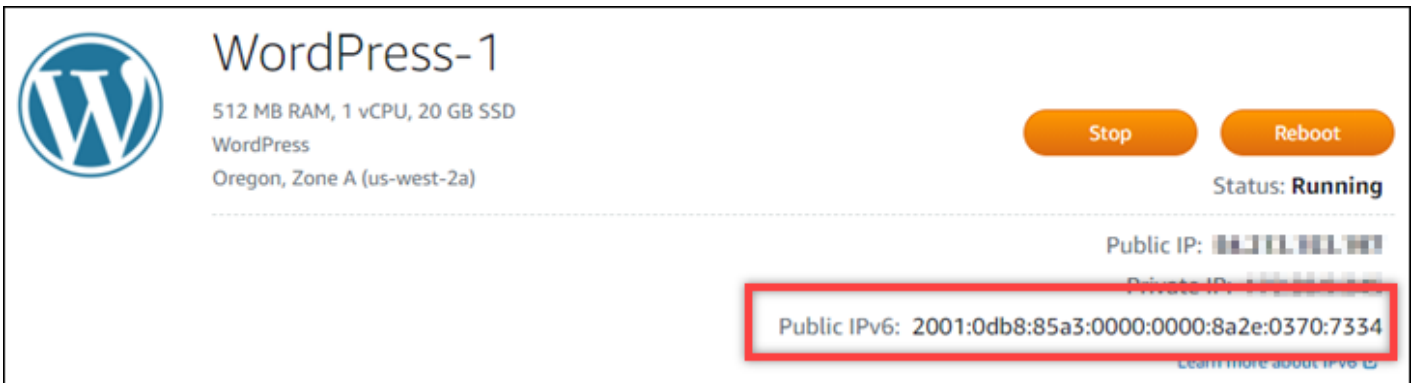 WordPress-1
512 MB RAM, 1 vCPU, 20 GB SSD
WordPress
Oregon, Zone A (us-west-2a)
Stop
Reboot
Status: Running
Public IP:
Private IP:
Public IPv6: 2001:0db8:85a3:0000:0000:8a2e:0370:7334
Learn more about IPv6